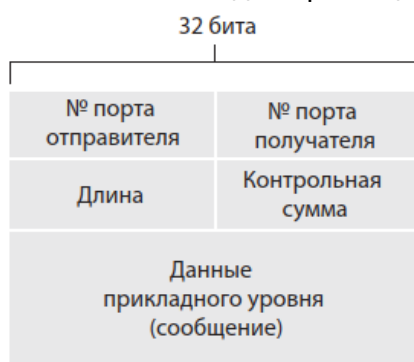 32 бита
№ порта
отправителя
№ порта
получателя
Длина
Контрольная
сумма
Данные
прикладного уровня
(сообщение)